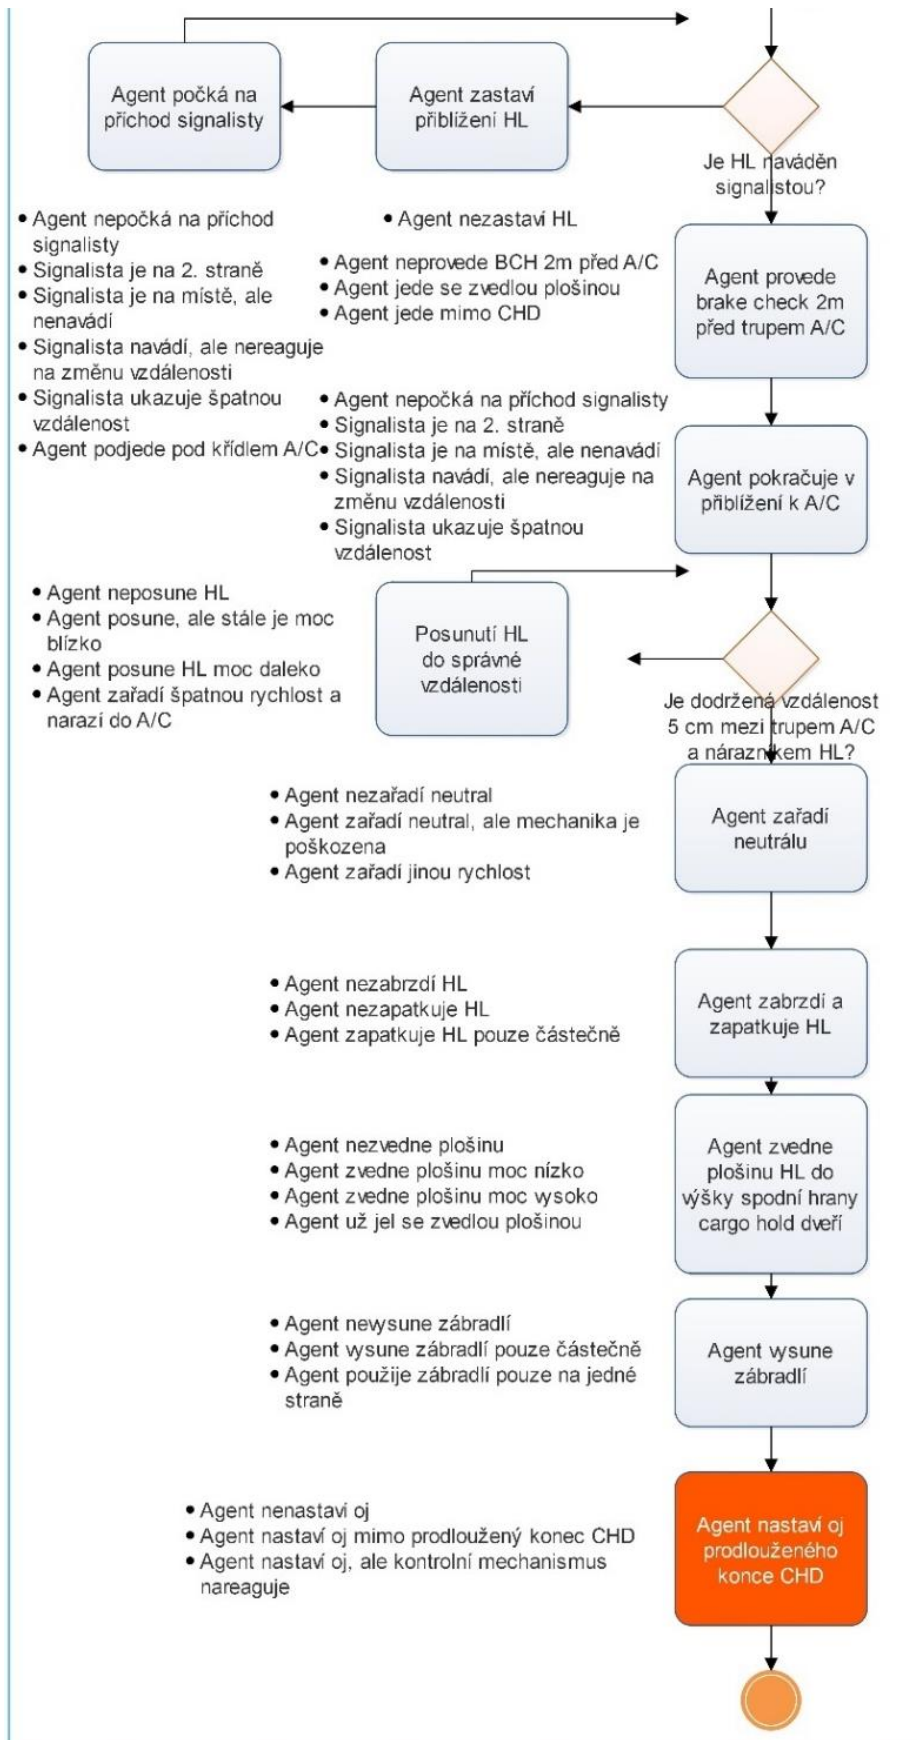 Agent počká na
příchod signalisty
Agent zastaví
přiblížení HL
Je HL naváděn
signalistou?
• Agent nepočká na příchod
signalisty
• Signalista je na 2. straně
• Signalista je na místě, ale
nenavádí
• Signalista navádí, ale nereaguje
na změnu vzdálenosti
• Signalista ukazuje špatnou
vzdálenost
• Agent podjede pod křídlem A/C
• Agent nezastaví HL
• Agent neprovede BCH 2m před A/C
• Agent jede se zvedlou plošinou
• Agent jede mimo CHD
Agent provede
brake check 2m
před trupem A/C
• Agent nepočká na příchod signalisty
• Signalista je na 2. straně
• Signalista je na místě, ale nenavádí
• Signalista navádí, ale nereaguje na
změnu vzdálenosti
• Signalista ukazuje špatnou
vzdálenost
Agent pokračuje v
přiblížení k A/C
• Agent neposune HL
• Agent posune, ale stále je moc
blízko
• Agent posune HL moc daleko
• Agent zařadí špatnou rychlost a
narazí do A/C
Posunutí HL
do správné
vzdálenosti
Je dodržená vzdálenost
5 cm mezi trupem A/C
a nárazníkem HL?
• Agent nezařadí neutral
• Agent zařadí neutral, ale mechanika je
poškozena
• Agent zařadí jinou rychlost
Agent zařadí
neutrálu
• Agent nezabrzdí HL
• Agent nezapatkuje HL
• Agent zapatkuje HL pouze částečně
Agent zabrzdí a
zapatkuje HL
• Agent nezvedne plošinu
• Agent zvedne plošinu moc nízko
• Agent zvedne plošinu moc vysoko
• Agent už jel se zvedlou plošinou
Agent zvedne
plošinu HL do
výšky spodní hrany
cargo hold dveří
• Agent nevysune zábradlí
• Agent vysune zábradlí pouze částečně
• Agent použije zábradlí pouze na jedné
straně
Agent vysune
zábradlí
• Agent nenastaví oj
• Agent nastaví oj mimo prodloužený konec CHD
• Agent nastaví oj, ale kontrolní mechanismus
nareaguje
Agent nastaví oj
prodlouženého
konce CHD